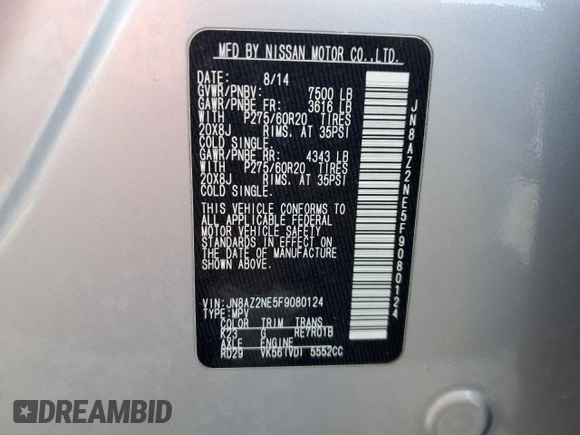 MFD BY NISSAN MOTOR CO.,LTD.
DATE: 8/14
GVWR/PNBV: 7500 LB
GAWR/PNBE FR: 3616 LB
WITH P275/60R20 TIRES
20X8J RIMS. AT 35PSI
COLD SINGLE.
GAWR/PNBE RR: 4343 LB
WITH P275/60R20 TIRES
20X8J RIMS. AT 35PSI
COLD SINGLE.
THIS VEHICLE CONFORMS TO
ALL APPLICABLE FEDERAL
MOTOR VEHICLE SAFETY
STANDARDS IN EFFECT ON
THE DATE OF MANUFACTURE
SHOWN ABOVE.
VIN: JN8AZ2NE5F9080124
TYPE: MPV
COLOR TRIM TRANS
K23 G RE7R01B
AXLE ENGINE
RD29 VK56(VD) 5552CC
JN8AZ2NE5F9080124
DREAMBID